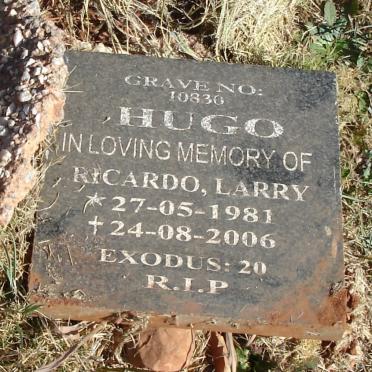 GRAVE NO:
10830
HUGO
IN LOVING MEMORY OF
RICARDO, LARRY
*27-05-1981
†24-08-2006
EXODUS: 20
R.I.P